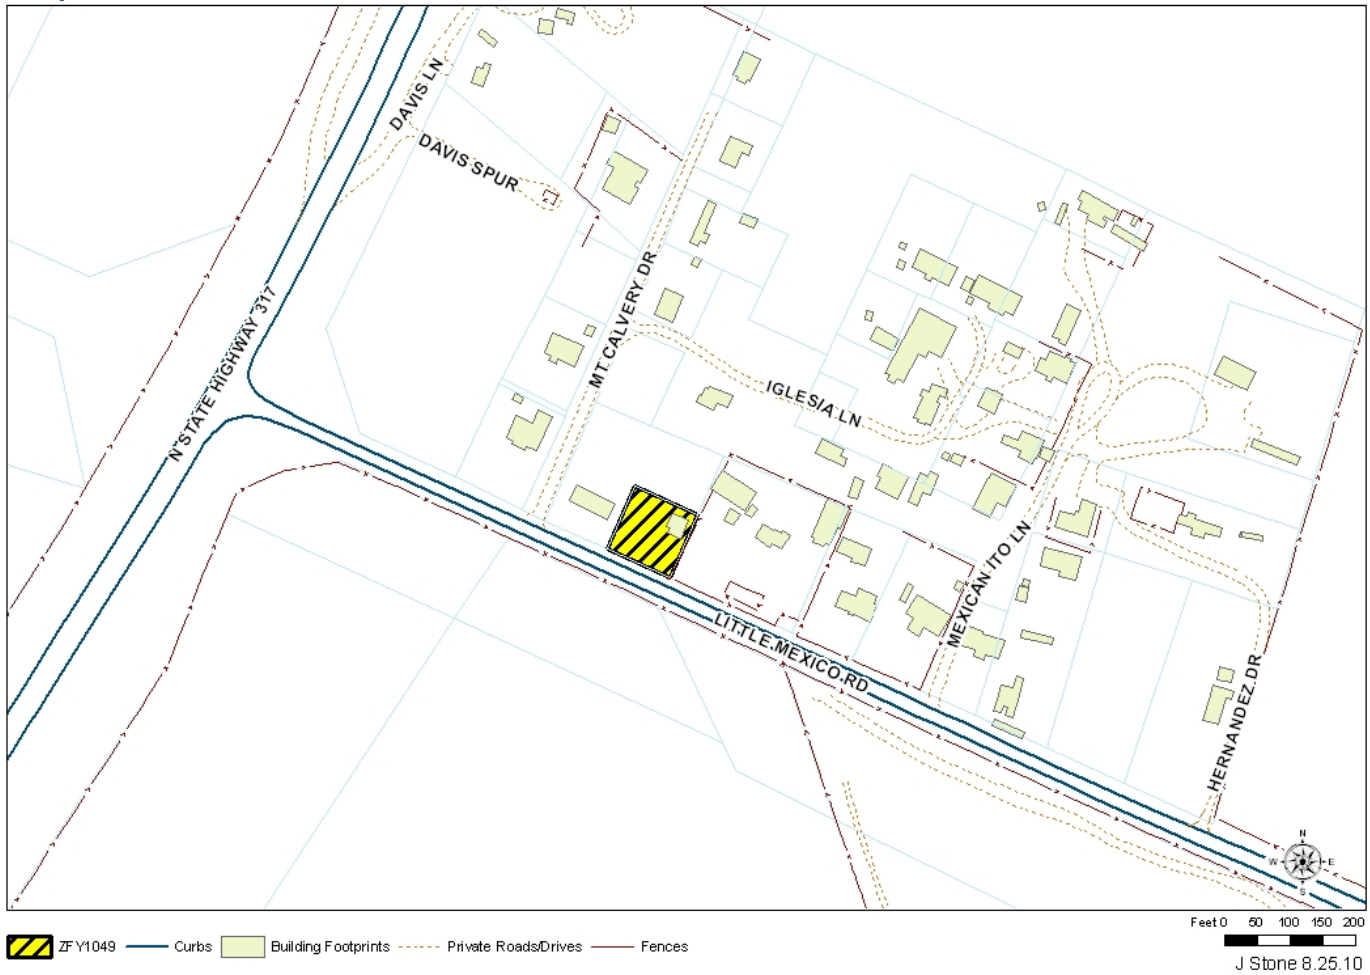 DAVIS LN
DAVIS SPUR
N STATE HIGHWAY 317
MT CALVERY DR
IGLESIA LN
MEXICAN ITO LN
LITTLE MEXICO RD
HERNANDEZ DR
N
W E
S
Feet 0 50 100 150 200
ZFY1049 Curbs Building Footprints Private Roads/Drives Fences
J Stone 8.25.10